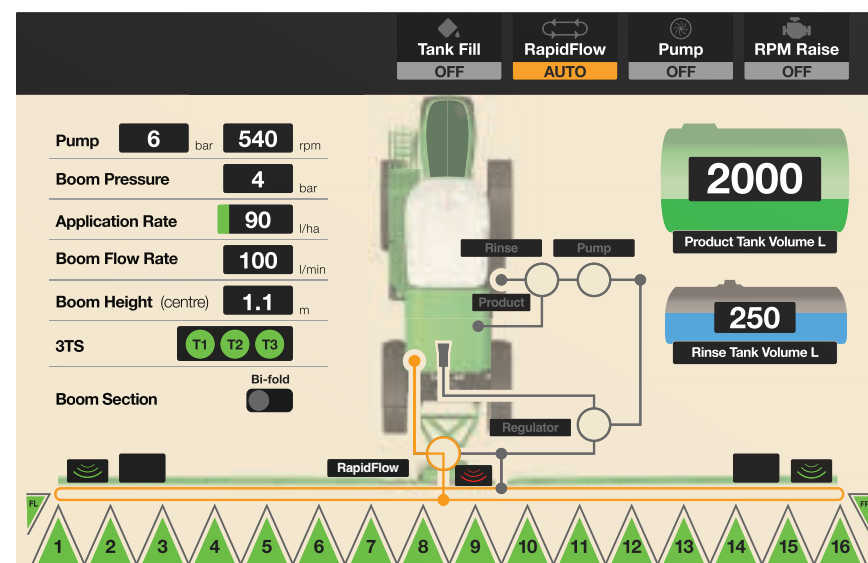 Tank Fill RapidFlow Pump RPM Raise
OFF AUTO OFF OFF
Pump 6 bar 540 rpm
Boom Pressure 4 bar
Application Rate 90 l/ha
Boom Flow Rate 100 l/min
Boom Height (centre) 1.1 m
3TS T1 T2 T3
Bi-fold
Boom Section
Rinse Pump
Product
Regulator
RapidFlow
2000
Product Tank Volume L
250
Rinse Tank Volume L
FL
1 2 3 4 5 6 7 8 9 10 11 12 13 14 15 16